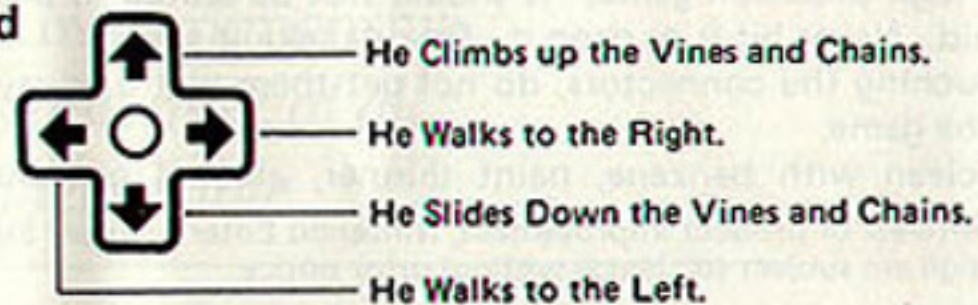 d
He Climbs up the Vines and Chains.
He Walks to the Right.
He Slides Down the Vines and Chains.
He Walks to the Left.